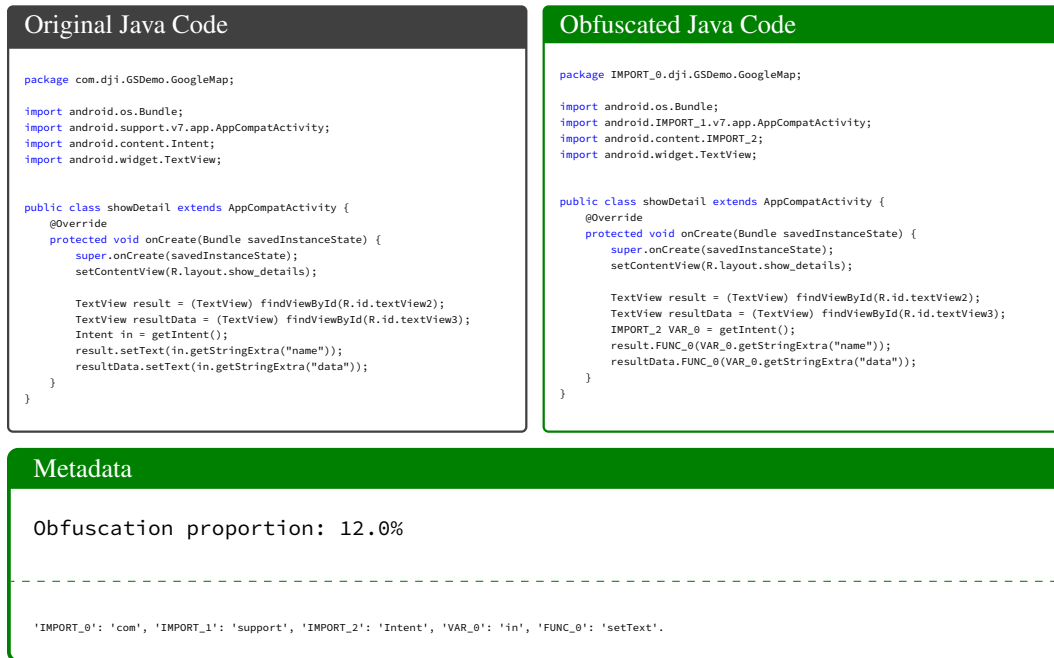 Original Java Code
package com.dji.GSDemo.GoogleMap;
import android.os.Bundle;
import android.support.v7.app.AppCompatActivity;
import android.content.Intent;
import android.widget.TextView;
public class showDetail extends AppCompatActivity {
@Override
protected void onCreate(Bundle savedInstanceState) {
super.onCreate(savedInstanceState);
setContentView(R.layout.show_details);
TextView result = (TextView) findViewById(R.id.textView2);
TextView resultData = (TextView) findViewById(R.id.textView3);
Intent in = getIntent();
result.setText(in.getStringExtra("name"));
resultData.setText(in.getStringExtra("data"));
}
}
Obfuscated Java Code
package IMPORT_0.dji.GSDemo.GoogleMap;
import android.os.Bundle;
import android.IMPORT_1.v7.app.AppCompatActivity;
import android.content.IMPORT_2;
import android.widget.TextView;
public class showDetail extends AppCompatActivity {
@Override
protected void onCreate(Bundle savedInstanceState) {
super.onCreate(savedInstanceState);
setContentView(R.layout.show_details);
TextView result = (TextView) findViewById(R.id.textView2);
TextView resultData = (TextView) findViewById(R.id.textView3);
IMPORT_2 VAR_0 = getIntent();
result.FUNC_0(VAR_0.getStringExtra("name"));
resultData.FUNC_0(VAR_0.getStringExtra("data"));
}
}
Metadata
Obfuscation proportion: 12.0%
'IMPORT_0': 'com', 'IMPORT_1': 'support', 'IMPORT_2': 'Intent', 'VAR_0': 'in', 'FUNC_0': 'setText'.